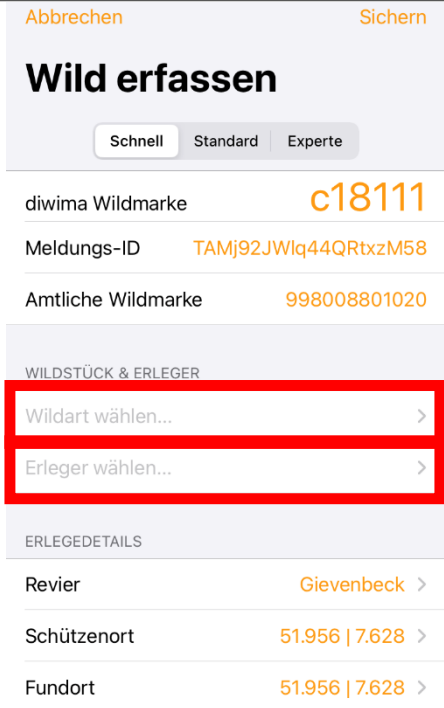 Abbrechen Sichern
Wild erfassen
Schnell Standard Experte
diwima Wildmarke c18111
Meldungs-ID TAMj92JWlq44QRtxzM58
Amtliche Wildmarke 998008801020
WILDSTÜCK & ERLEGER
Wildart wählen...
Erleger wählen...
ERLEGEDETAILS
Revier Gievenbeck
Schützenort 51.956 | 7.628
Fundort 51.956 | 7.628